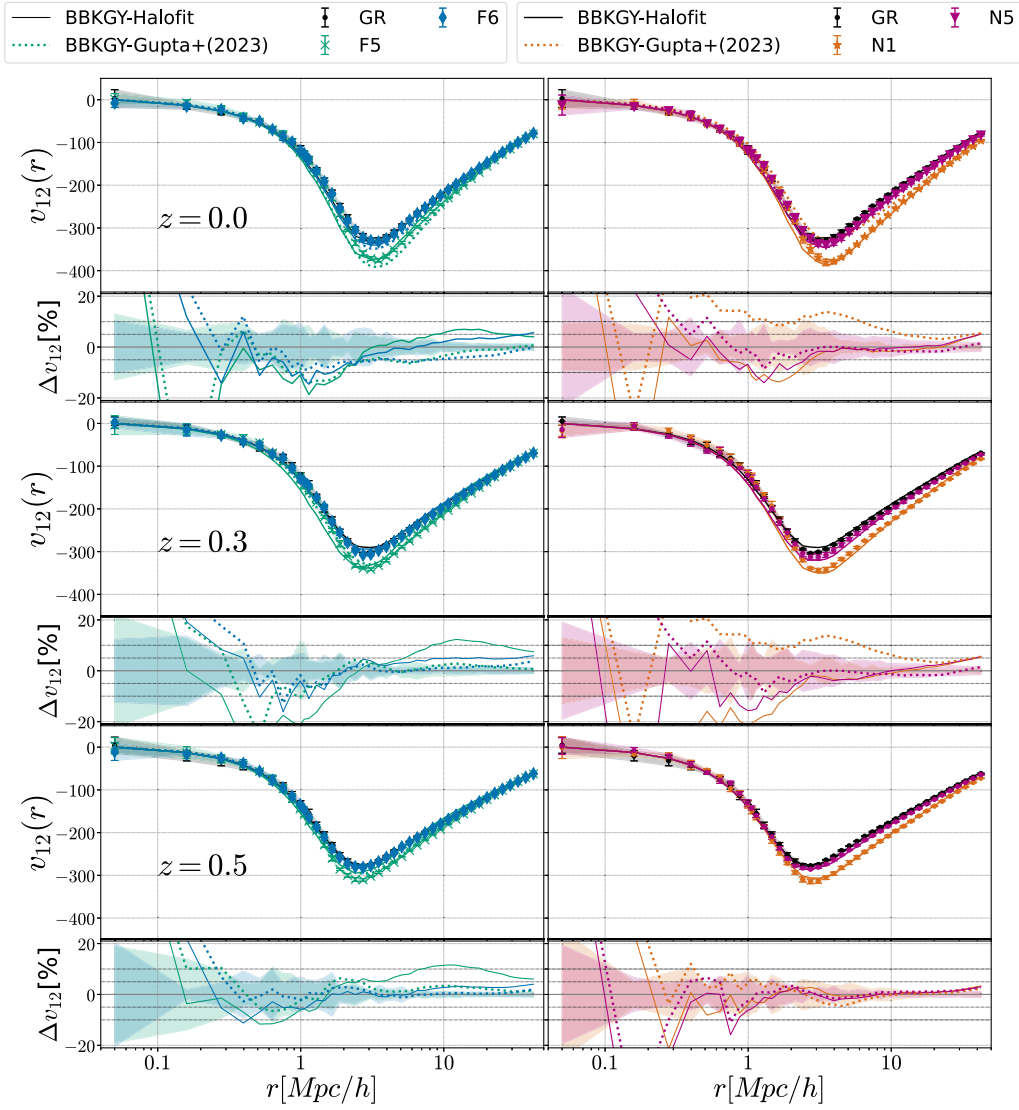 BBKGY-Halofit GR F6
BBKGY-Gupta+(2023) F5
BBKGY-Halofit GR N5
BBKGY-Gupta+(2023) N1
0
−100
−200
−300
−400
v12(r)
z = 0.0
20
0
−20
Δv12[%]
0
−100
−200
−300
−400
v12(r)
z = 0.3
20
0
−20
Δv12[%]
0
−100
−200
−300
−400
v12(r)
z = 0.5
20
0
−20
Δv12[%]
0.1 1 10 0.1 1 10
r[Mpc/h] r[Mpc/h]